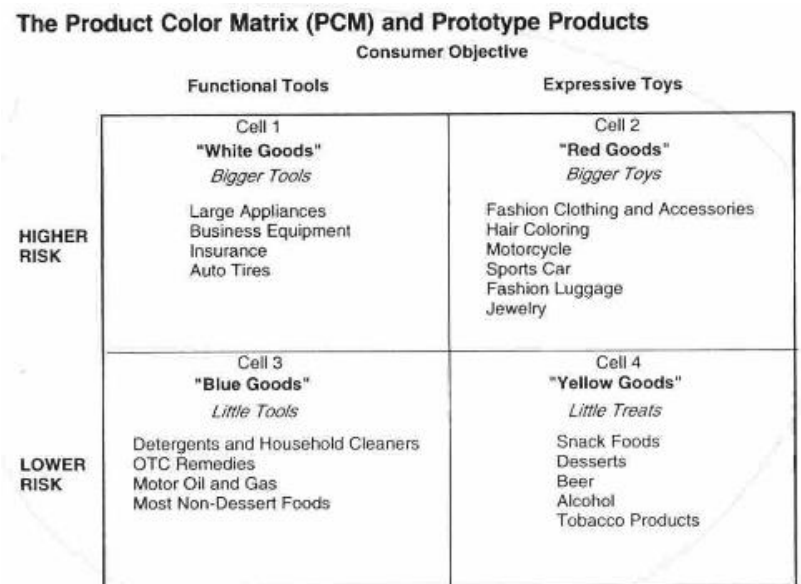 The Product Color Matrix (PCM) and Prototype Products
Consumer Objective
Functional Tools
Expressive Toys
HIGHER
RISK
Cell 1
"White Goods"
Bigger Tools
Large Appliances
Business Equipment
Insurance
Auto Tires
Cell 2
"Red Goods"
Bigger Toys
Fashion Clothing and Accessories
Hair Coloring
Motorcycle
Sports Car
Fashion Luggage
Jewelry
LOWER
RISK
Cell 3
"Blue Goods"
Little Tools
Detergents and Household Cleaners
OTC Remedies
Motor Oil and Gas
Most Non-Dessert Foods
Cell 4
"Yellow Goods"
Little Treats
Snack Foods
Desserts
Beer
Alcohol
Tobacco Products